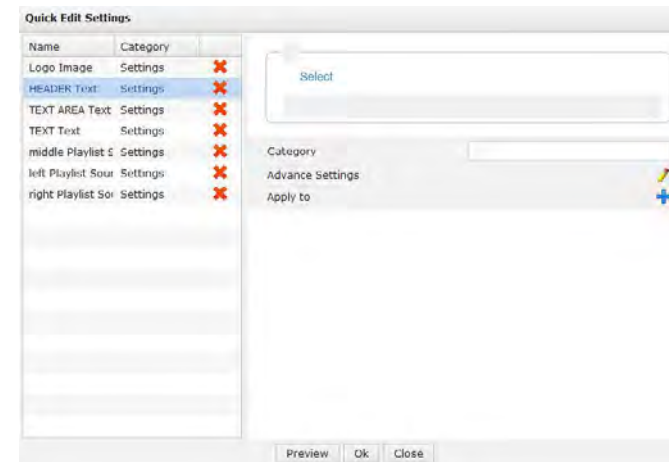 Quick Edit Settings
Name Category
Logo Image Settings
HEADER Text Settings
TEXT AREA Text Settings
TEXT Text Settings
middle Playlist S Settings
left Playlist Sour Settings
right Playlist Sou Settings
Select
Category
Advance Settings
Apply to
Preview Ok Close